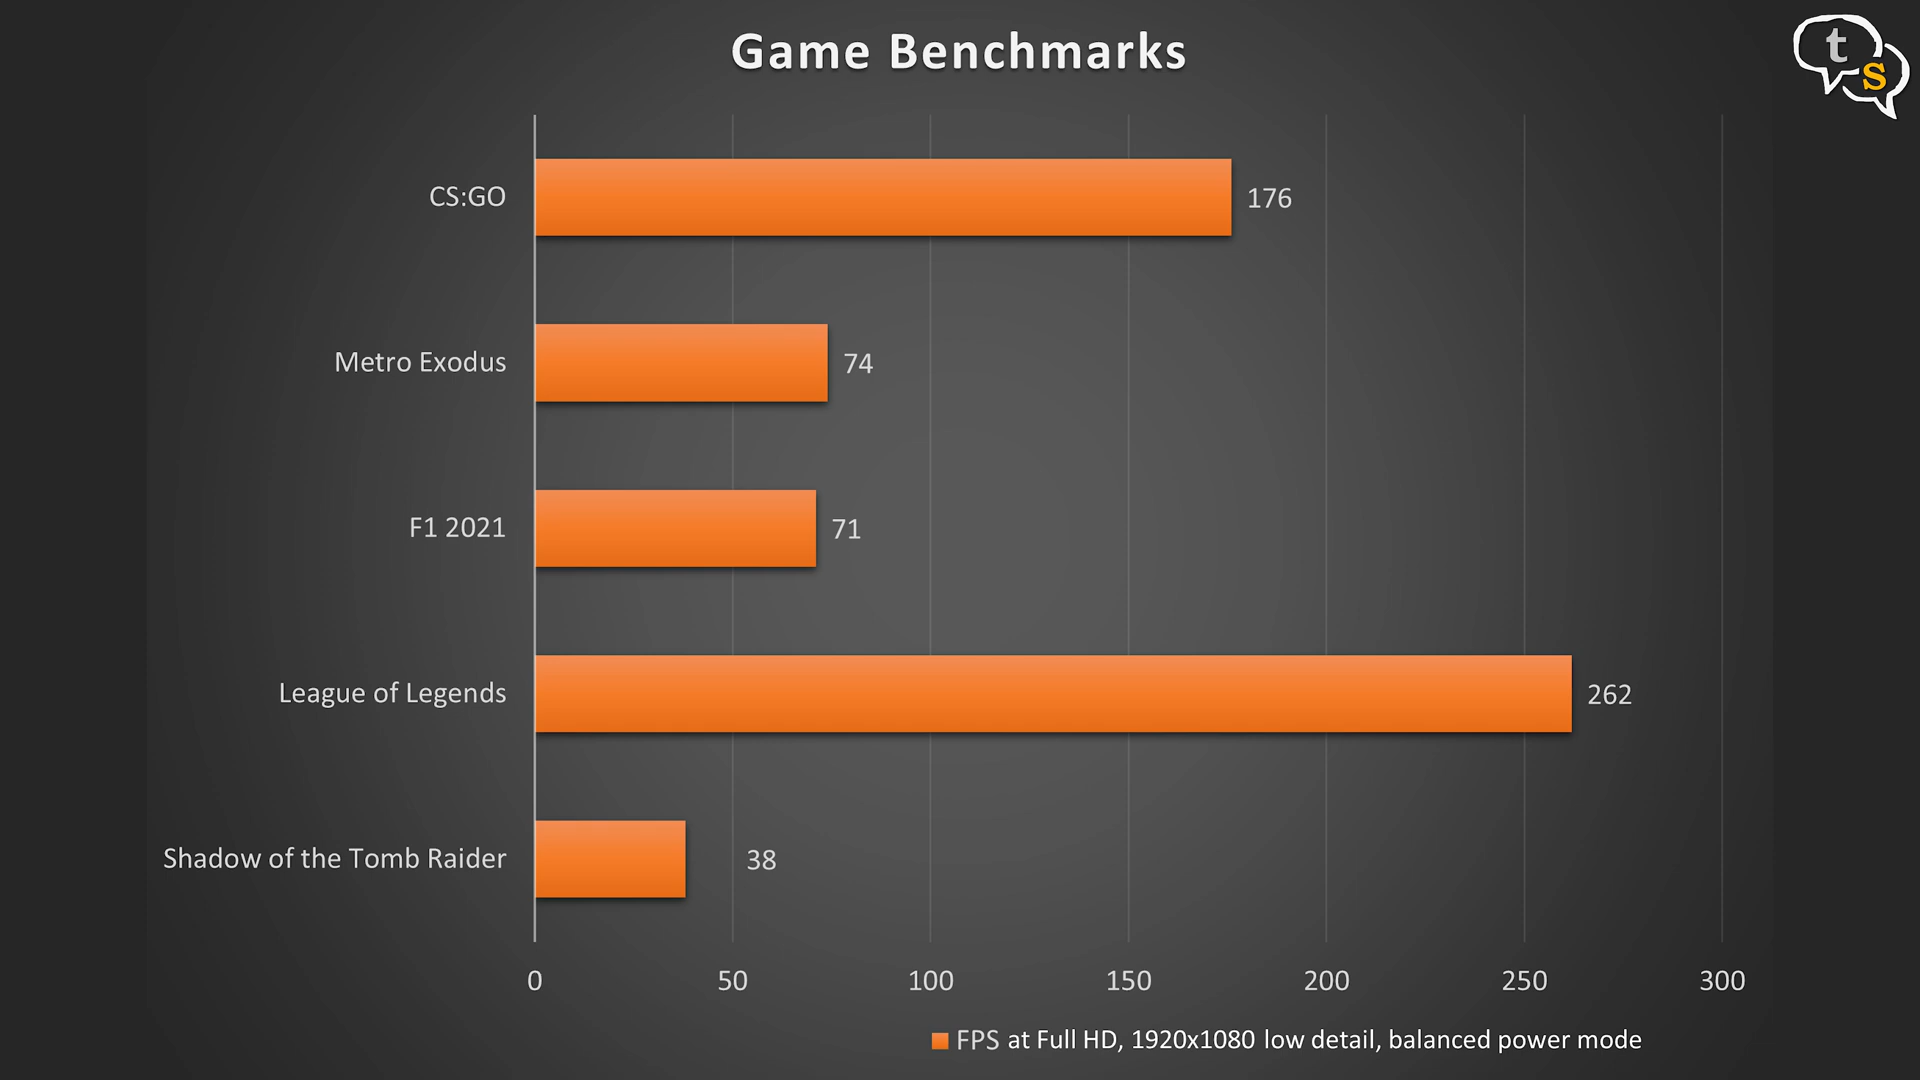 Game Benchmarks
t
s
CS:GO
176
Metro Exodus
74
F1 2021
71
League of Legends
262
Shadow of the Tomb Raider
38
0 50 100 150 200 250 300
FPS at Full HD, 1920x1080 low detail, balanced power mode